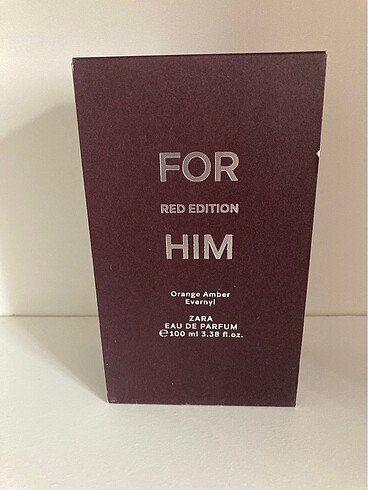 FOR
RED EDITION
HIM
Orange Amber
Evernyl
ZARA
EAU DE PARFUM
℮100 ml 3.38 fl.oz.